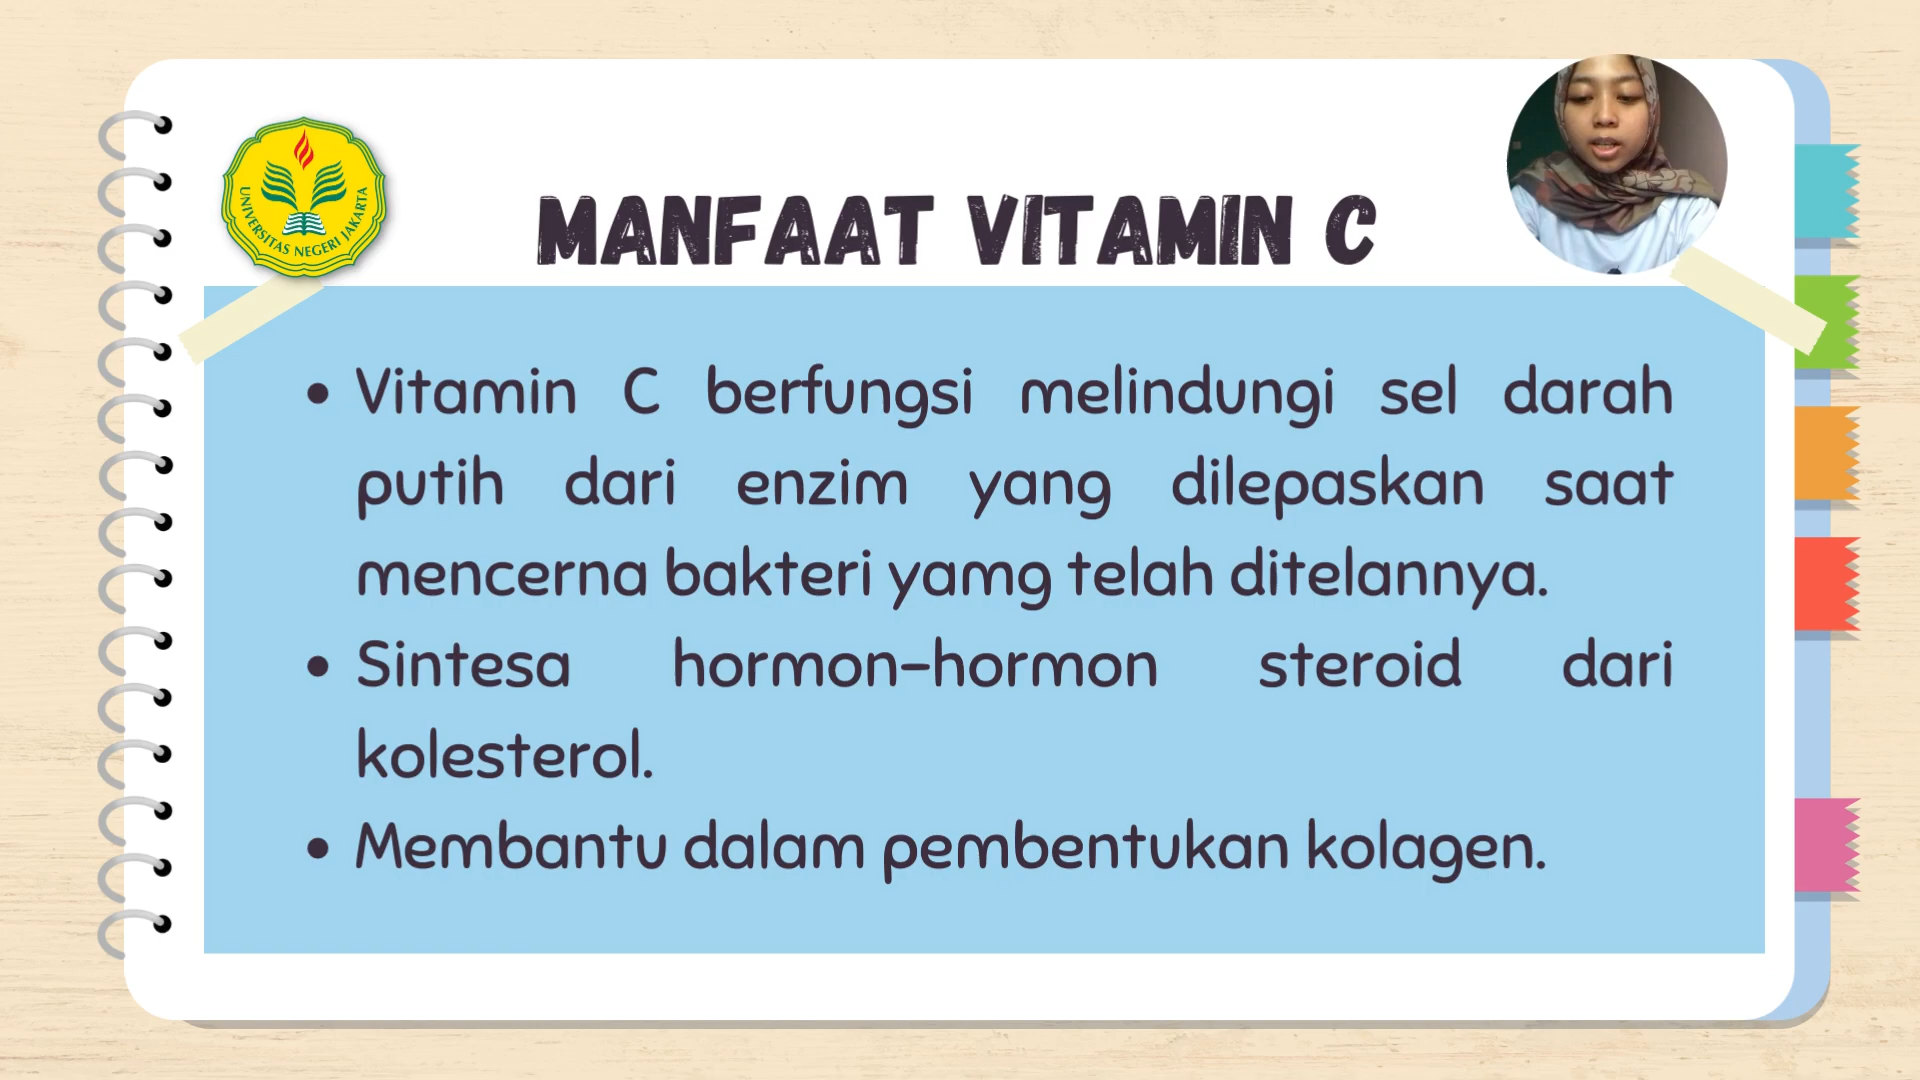 UNIVERSITAS NEGERI JAKARTA
MANFAAT VITAMIN C
• Vitamin C berfungsi melindungi sel darah
putih dari enzim yang dilepaskan saat
mencerna bakteri yamg telah ditelannya.
• Sintesa hormon-hormon steroid dari
kolesterol.
• Membantu dalam pembentukan kolagen.